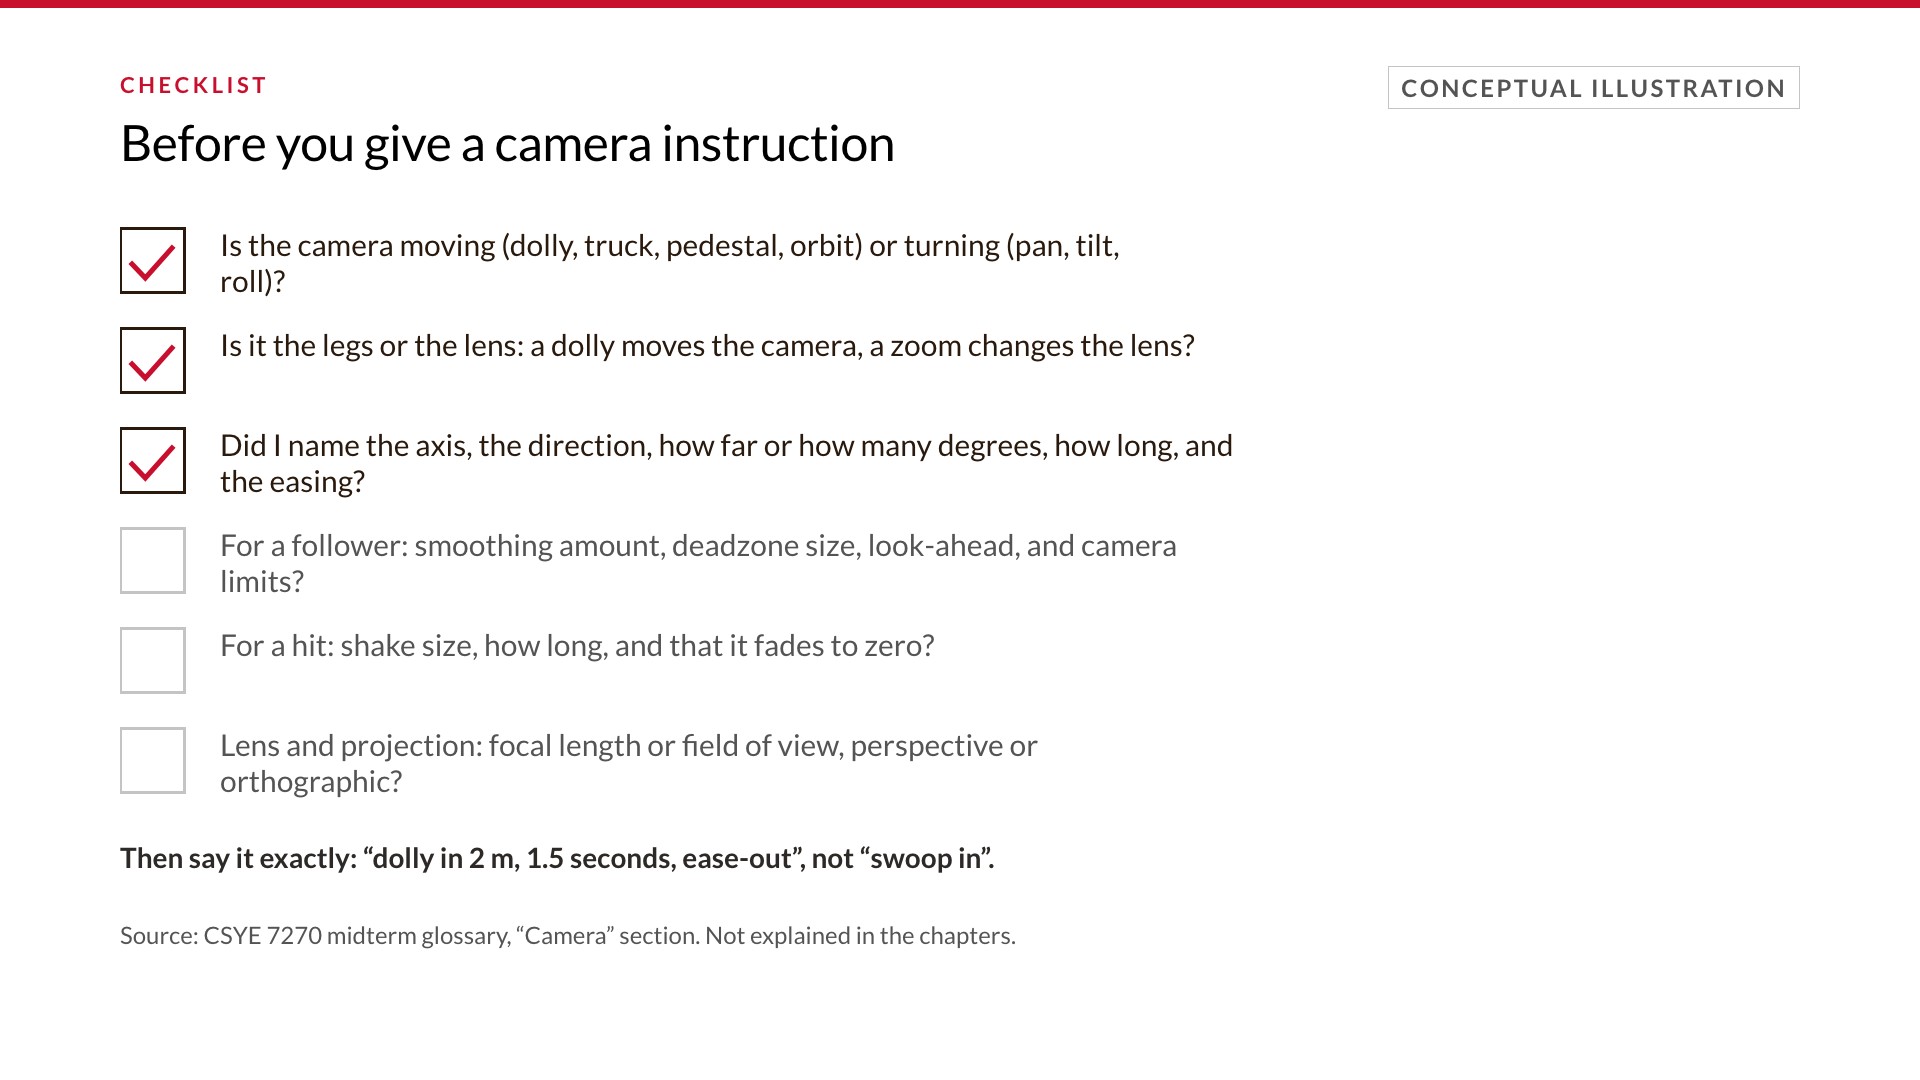 CHECKLIST
CONCEPTUAL ILLUSTRATION
Before you give a camera instruction
Is the camera moving (dolly, truck, pedestal, orbit) or turning (pan, tilt,
roll)?
Is it the legs or the lens: a dolly moves the camera, a zoom changes the lens?
Did I name the axis, the direction, how far or how many degrees, how long, and
the easing?
For a follower: smoothing amount, deadzone size, look-ahead, and camera
limits?
For a hit: shake size, how long, and that it fades to zero?
Lens and projection: focal length or field of view, perspective or
orthographic?
Then say it exactly: “dolly in 2 m, 1.5 seconds, ease-out”, not “swoop in”.
Source: CSYE 7270 midterm glossary, “Camera” section. Not explained in the chapters.